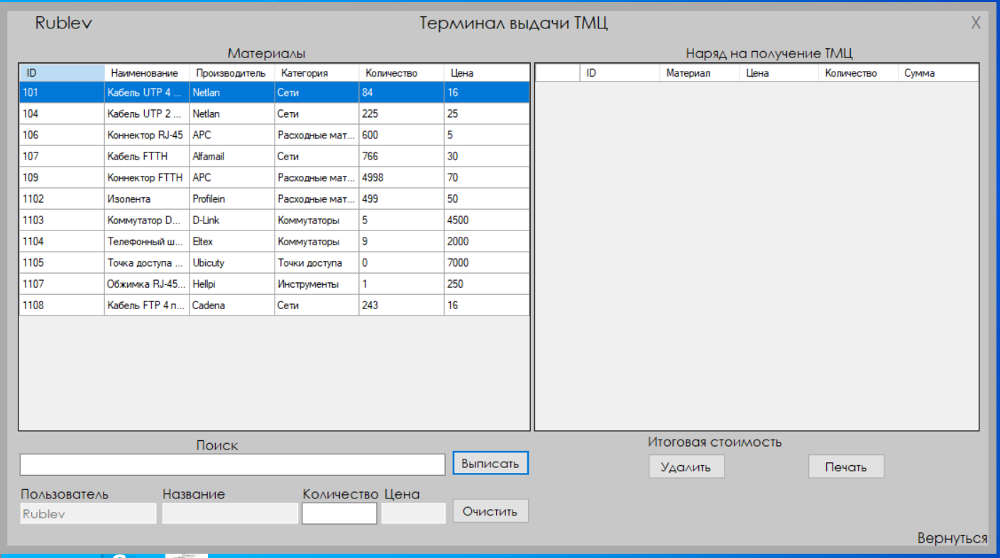 Rublev Терминал выдачи ТМЦ X
Материалы Наряд на получение ТМЦ
ID Наименование Производитель Категория Количество Цена ID Материал Цена Количество Сумма
101 Кабель UTP 4 ... Netlan Сети 84 16
104 Кабель UTP 2 ... Netlan Сети 225 25
106 Коннектор RJ-45 APC Расходные мат... 600 5
107 Кабель FTTH Alfamail Сети 766 30
109 Коннектор FTTH APC Расходные мат... 4998 70
1102 Изолента Profilein Расходные мат... 499 50
1103 Коммутатор D... D-Link Коммутаторы 5 4500
1104 Телефонный ш... Eltex Коммутаторы 9 2000
1105 Точка доступа ... Ubicuty Точки доступа 0 7000
1107 Обжимка RJ-45... Hellpi Инструменты 1 250
1108 Кабель FTP 4 п... Cadena Сети 243 16
Поиск Итоговая стоимость
Выписать Удалить Печать
Пользователь Название Количество Цена
Rublev Очистить
Вернуться